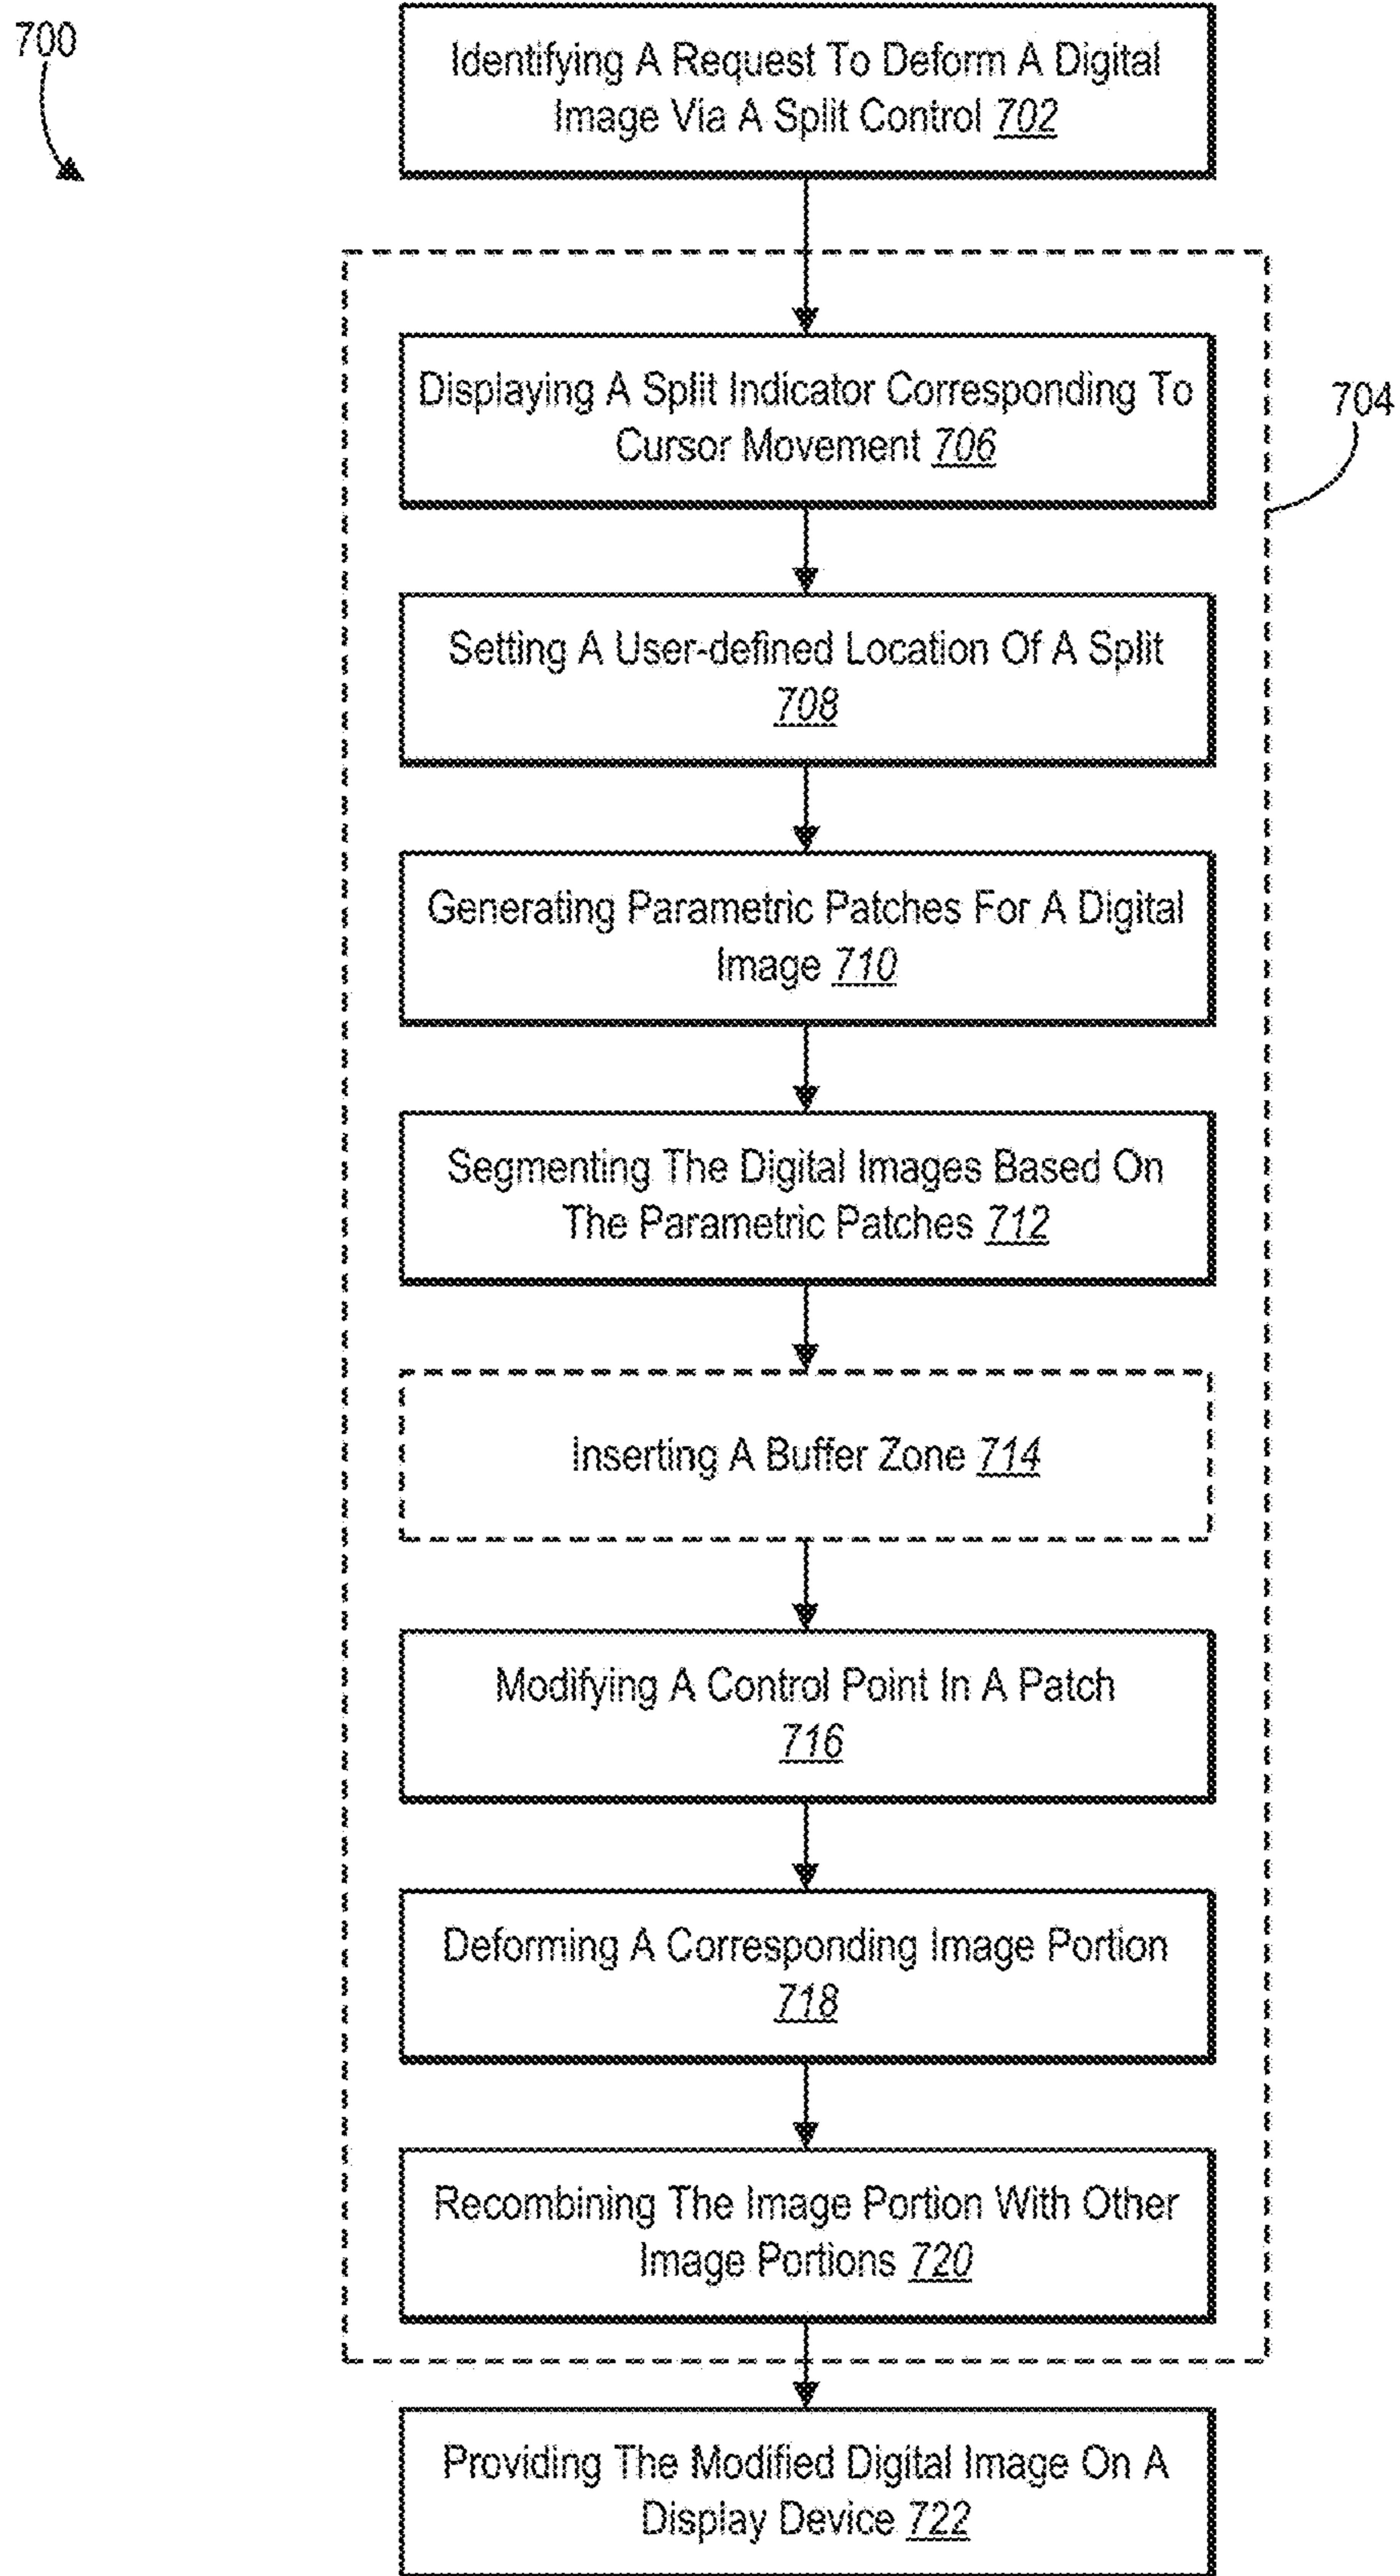 700
Identifying A Request To Deform A Digital
Image Via A Split Control 702
704
Displaying A Split Indicator Corresponding To
Cursor Movement 706
Setting A User-defined Location Of A Split
708
Generating Parametric Patches For A Digital
Image 710
Segmenting The Digital Images Based On
The Parametric Patches 712
Inserting A Buffer Zone 714
Modifying A Control Point In A Patch
716
Deforming A Corresponding Image Portion
718
Recombining The Image Portion With Other
Image Portions 720
Providing The Modified Digital Image On A
Display Device 722